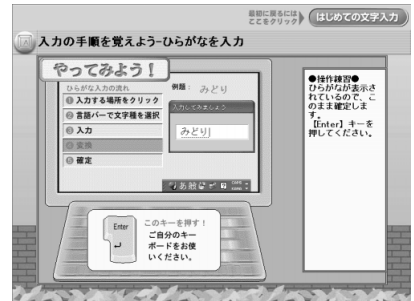 最初に戻るには
ここをクリック
はじめての文字入力
入力の手順を覚えよう-ひらがなを入力
やってみよう!
ひらがな入力の流れ
❶ 入力する場所をクリック
❷ 言語バーで文字種を選択
❸ 入力
❹ 変換
❺ 確定
例題: みどり
入力してみましょう
みどり
あ 般
●操作練習●
ひらがなが表示さ
れているので、こ
のまま確定しま
す。
【Enter】キーを
押してください。
Enter
このキーを押す!
ご自分のキー
ボードをお使
いください。